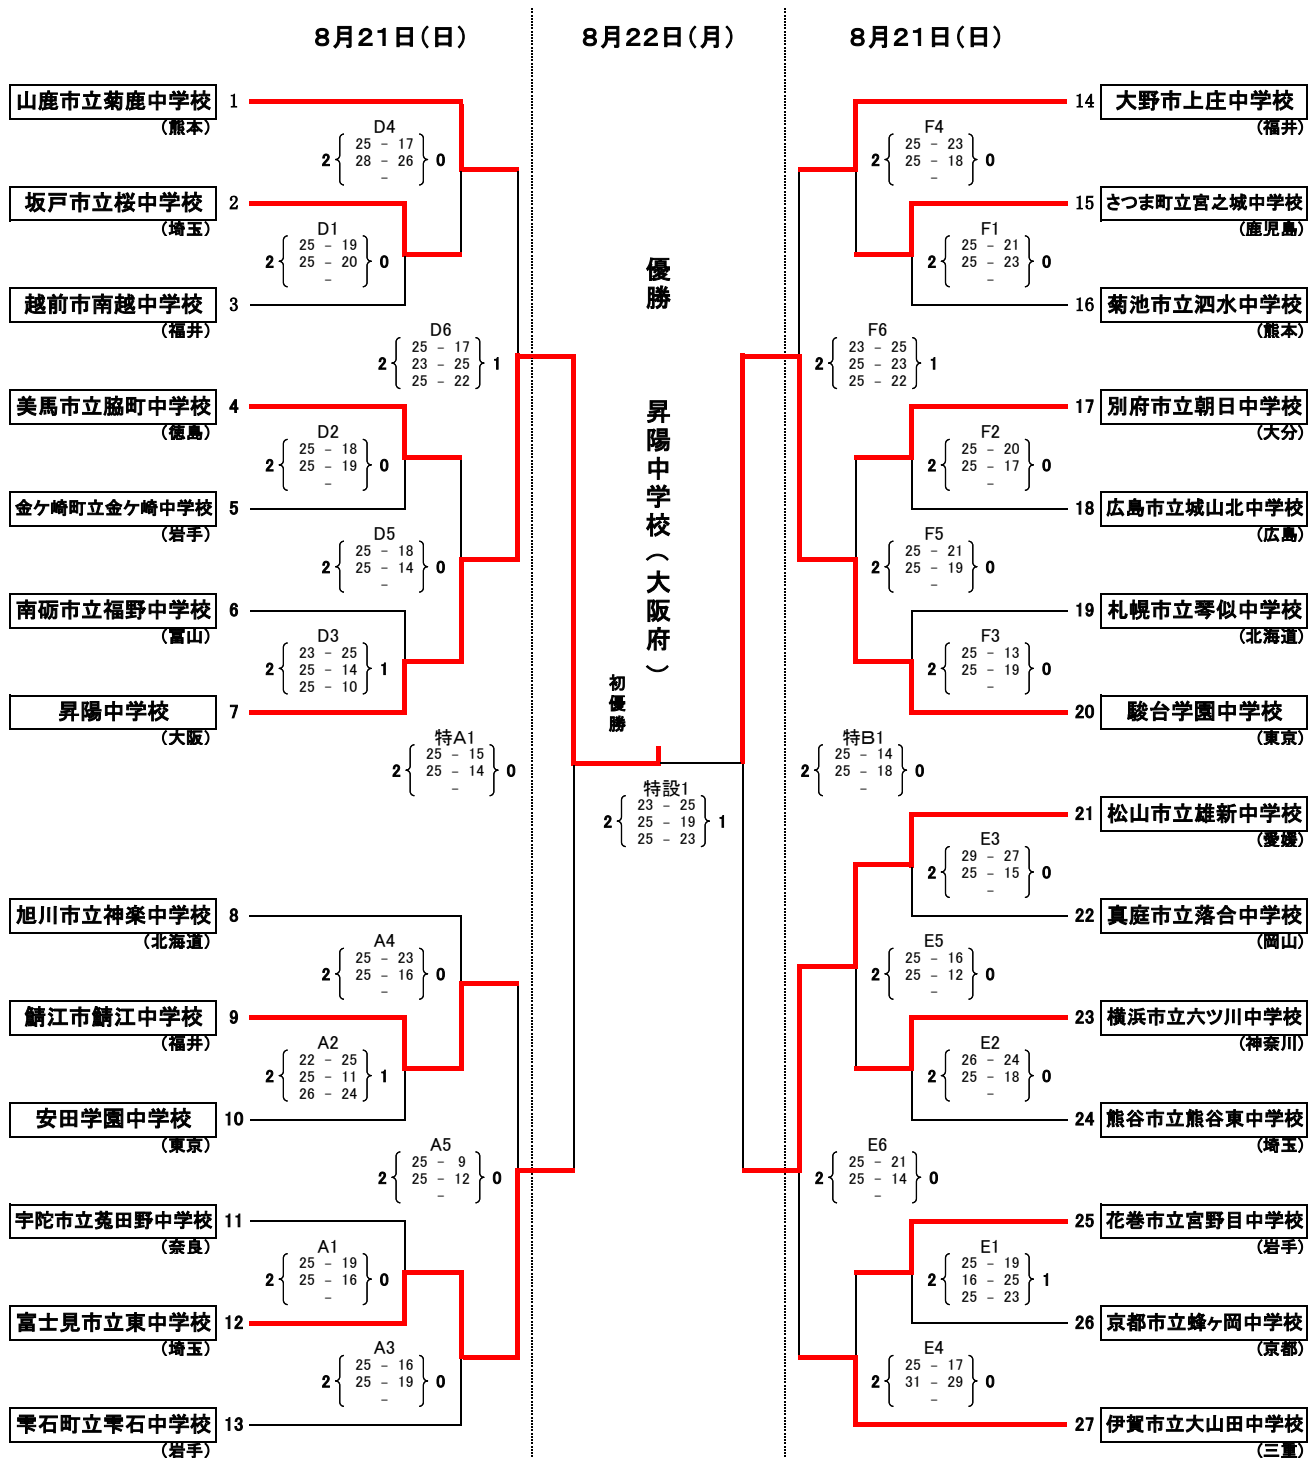 8月21日（日）
8月22日（月）
8月21日（日）
山鹿市立菊鹿中学校 1
（熊本）
D4
25 - 17
2 28 - 26 0
-
坂戸市立桜中学校 2
（埼玉）
D1
25 - 19
2 25 - 20 0
-
越前市南越中学校 3
（福井）
D6
25 - 17
2 23 - 25 1
25 - 22
美馬市立脇町中学校 4
（徳島）
D2
25 - 18
2 25 - 19 0
-
金ケ崎町立金ケ崎中学校 5
（岩手）
D5
25 - 18
2 25 - 14 0
-
南砺市立福野中学校 6
（富山）
D3
23 - 25
2 25 - 14 1
25 - 10
昇陽中学校 7
（大阪）
特A1
25 - 15
2 25 - 14 0
-
旭川市立神楽中学校 8
（北海道）
A4
25 - 23
2 25 - 16 0
-
鯖江市鯖江中学校 9
（福井）
A2
22 - 25
2 25 - 11 1
26 - 24
安田学園中学校 10
（東京）
A5
25 - 9
2 25 - 12 0
-
宇陀市立菟田野中学校 11
（奈良）
A1
25 - 19
2 25 - 16 0
-
富士見市立東中学校 12
（埼玉）
A3
25 - 16
2 25 - 19 0
-
雫石町立雫石中学校 13
（岩手）
優勝　昇陽中学校（大阪府）
初優勝
特設1
23 - 25
2 25 - 19 1
25 - 23
14 大野市上庄中学校
（福井）
F4
25 - 23
2 25 - 18 0
-
15 さつま町立宮之城中学校
（鹿児島）
F1
25 - 21
2 25 - 23 0
-
16 菊池市立泗水中学校
（熊本）
F6
23 - 25
2 25 - 23 1
25 - 22
17 別府市立朝日中学校
（大分）
F2
25 - 20
2 25 - 17 0
-
18 広島市立城山北中学校
（広島）
F5
25 - 21
2 25 - 19 0
-
19 札幌市立琴似中学校
（北海道）
F3
25 - 13
2 25 - 19 0
-
20 駿台学園中学校
（東京）
特B1
25 - 14
2 25 - 18 0
-
21 松山市立雄新中学校
（愛媛）
E3
29 - 27
2 25 - 15 0
-
22 真庭市立落合中学校
（岡山）
E5
25 - 16
2 25 - 12 0
-
23 横浜市立六ツ川中学校
（神奈川）
E2
26 - 24
2 25 - 18 0
-
24 熊谷市立熊谷東中学校
（埼玉）
E6
25 - 21
2 25 - 14 0
-
25 花巻市立宮野目中学校
（岩手）
E1
25 - 19
2 16 - 25 1
25 - 23
26 京都市立蜂ヶ岡中学校
（京都）
E4
25 - 17
2 31 - 29 0
-
27 伊賀市立大山田中学校
（三重）